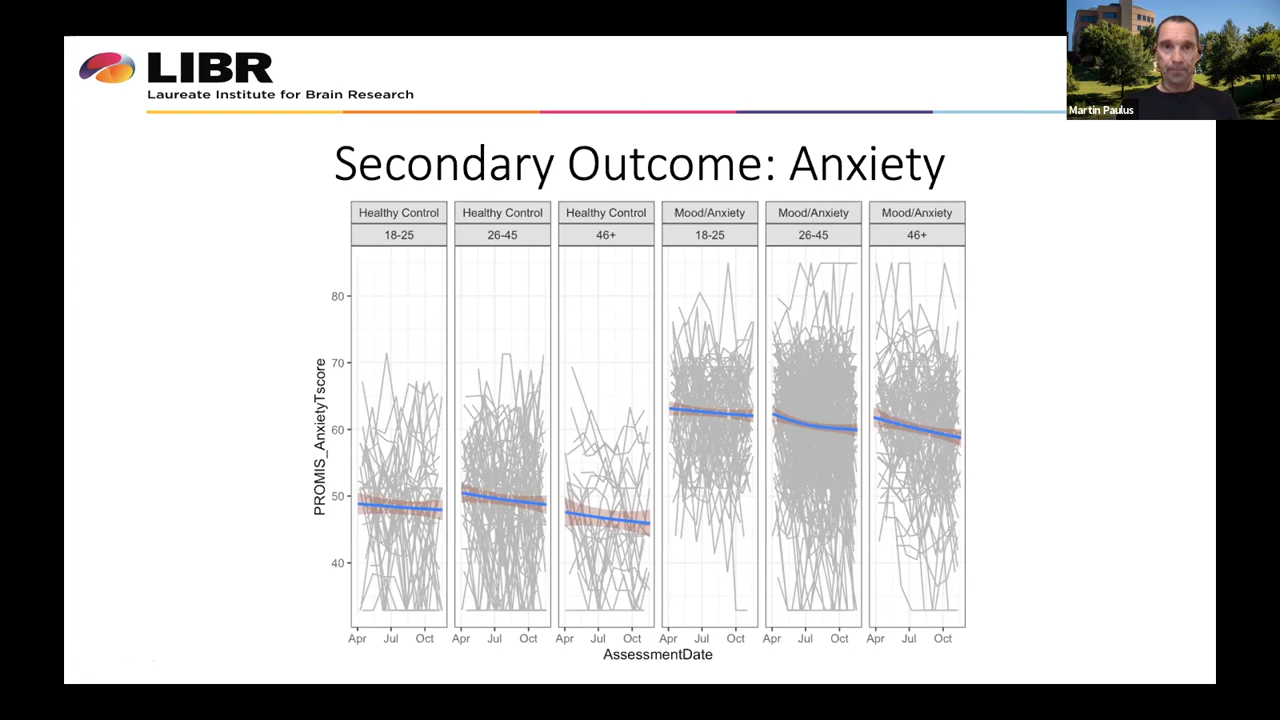 LIBR
Laureate Institute for Brain Research
Martin Paulus
Secondary Outcome: Anxiety
Healthy Control
Healthy Control
Healthy Control
Mood/Anxiety
Mood/Anxiety
Mood/Anxiety
18-25
26-45
46+
18-25
26-45
46+
PROMIS_AnxietyTscore
80
70
60
50
40
Apr Jul Oct
Apr Jul Oct
Apr Jul Oct
Apr Jul Oct
Apr Jul Oct
Apr Jul Oct
AssessmentDate